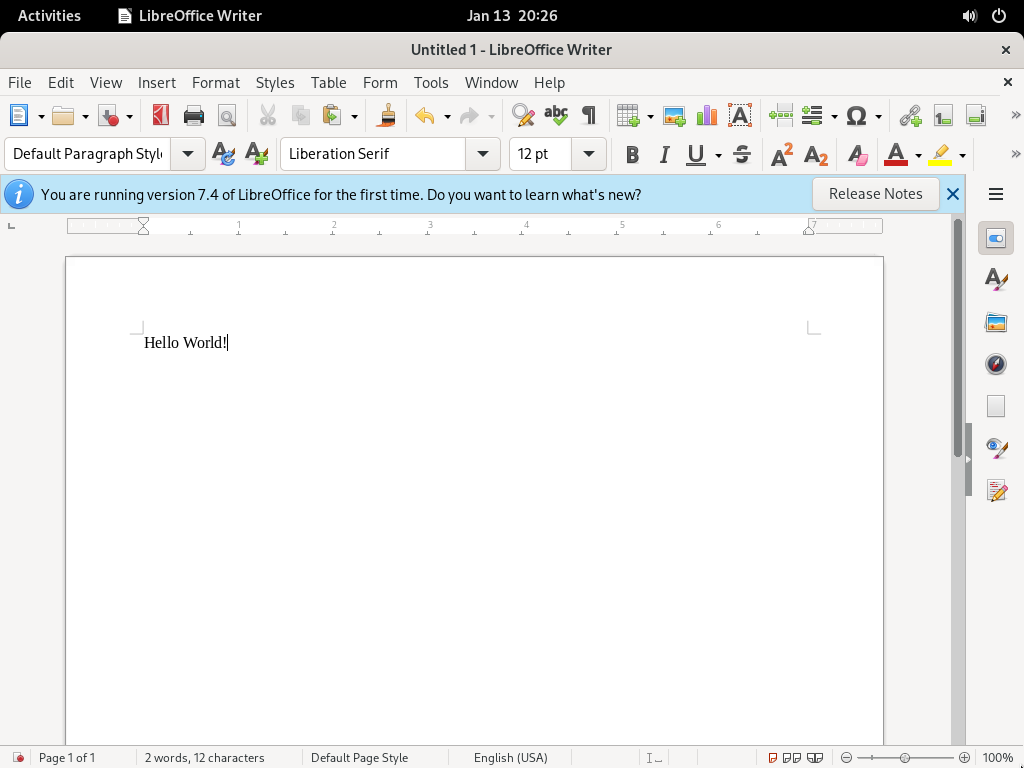 Activities LibreOffice Writer Jan 13 20:26
Untitled 1 - LibreOffice Writer
File Edit View Insert Format Styles Table Form Tools Window Help
Default Paragraph Style Liberation Serif 12 pt
You are running version 7.4 of LibreOffice for the first time. Do you want to learn what's new? Release Notes
1 2 3 4 5 6 7
Hello World!
Page 1 of 1 2 words, 12 characters Default Page Style English (USA) 100%